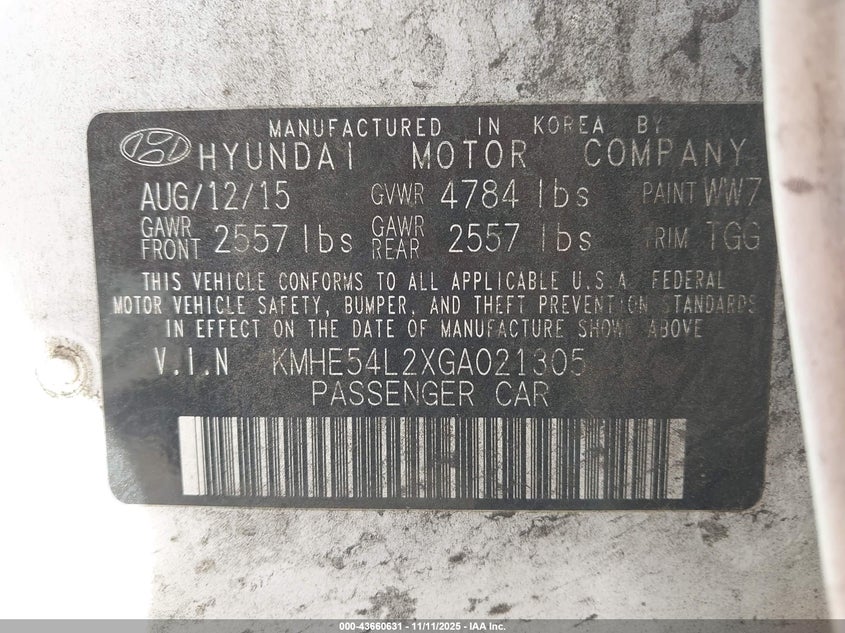 MANUFACTURED IN KOREA BY
HYUNDAI MOTOR COMPANY
AUG/12/15 GVWR 4784 lbs PAINT WW7
GAWR FRONT 2557 lbs GAWR REAR 2557 lbs TRIM TGG
THIS VEHICLE CONFORMS TO ALL APPLICABLE U.S.A. FEDERAL
MOTOR VEHICLE SAFETY, BUMPER, AND THEFT PREVENTION STANDARDS
IN EFFECT ON THE DATE OF MANUFACTURE SHOWN ABOVE
V.I.N KMHE54L2XGA021305
PASSENGER CAR
000-43660631 - 11/11/2025 - IAA Inc.